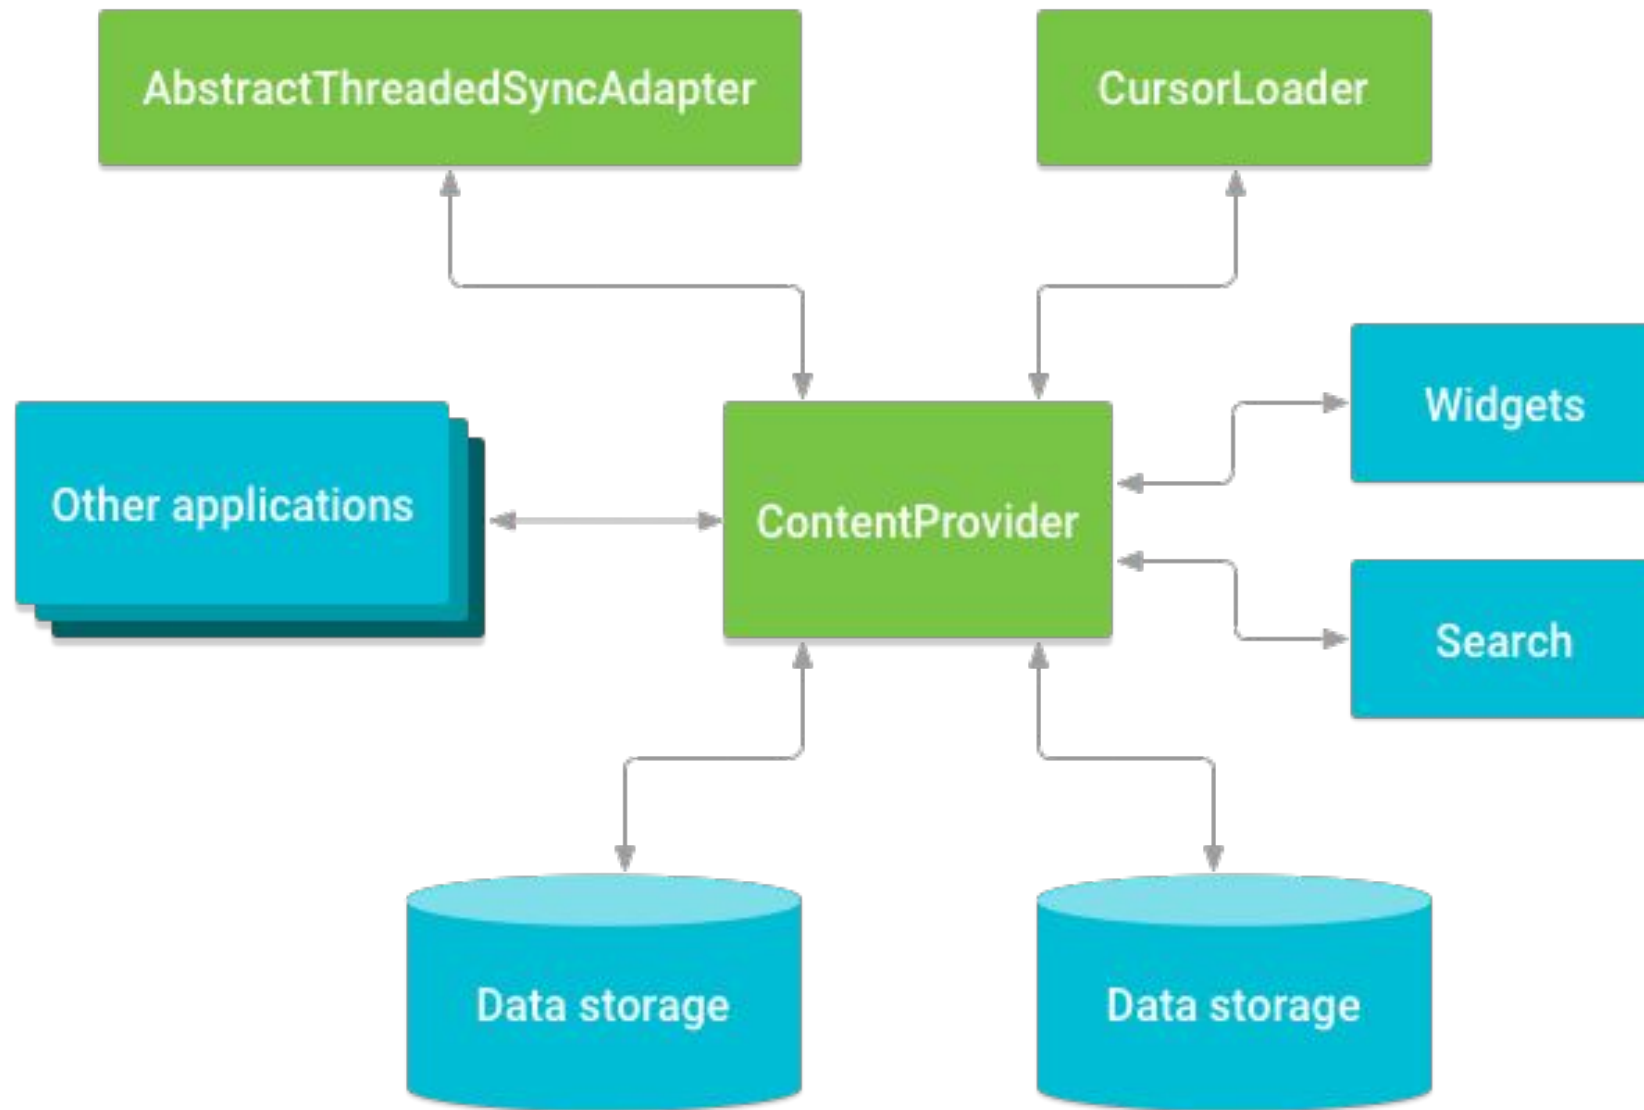 AbstractThreadedSyncAdapter
CursorLoader
Widgets
Other applications
ContentProvider
Search
Data storage
Data storage